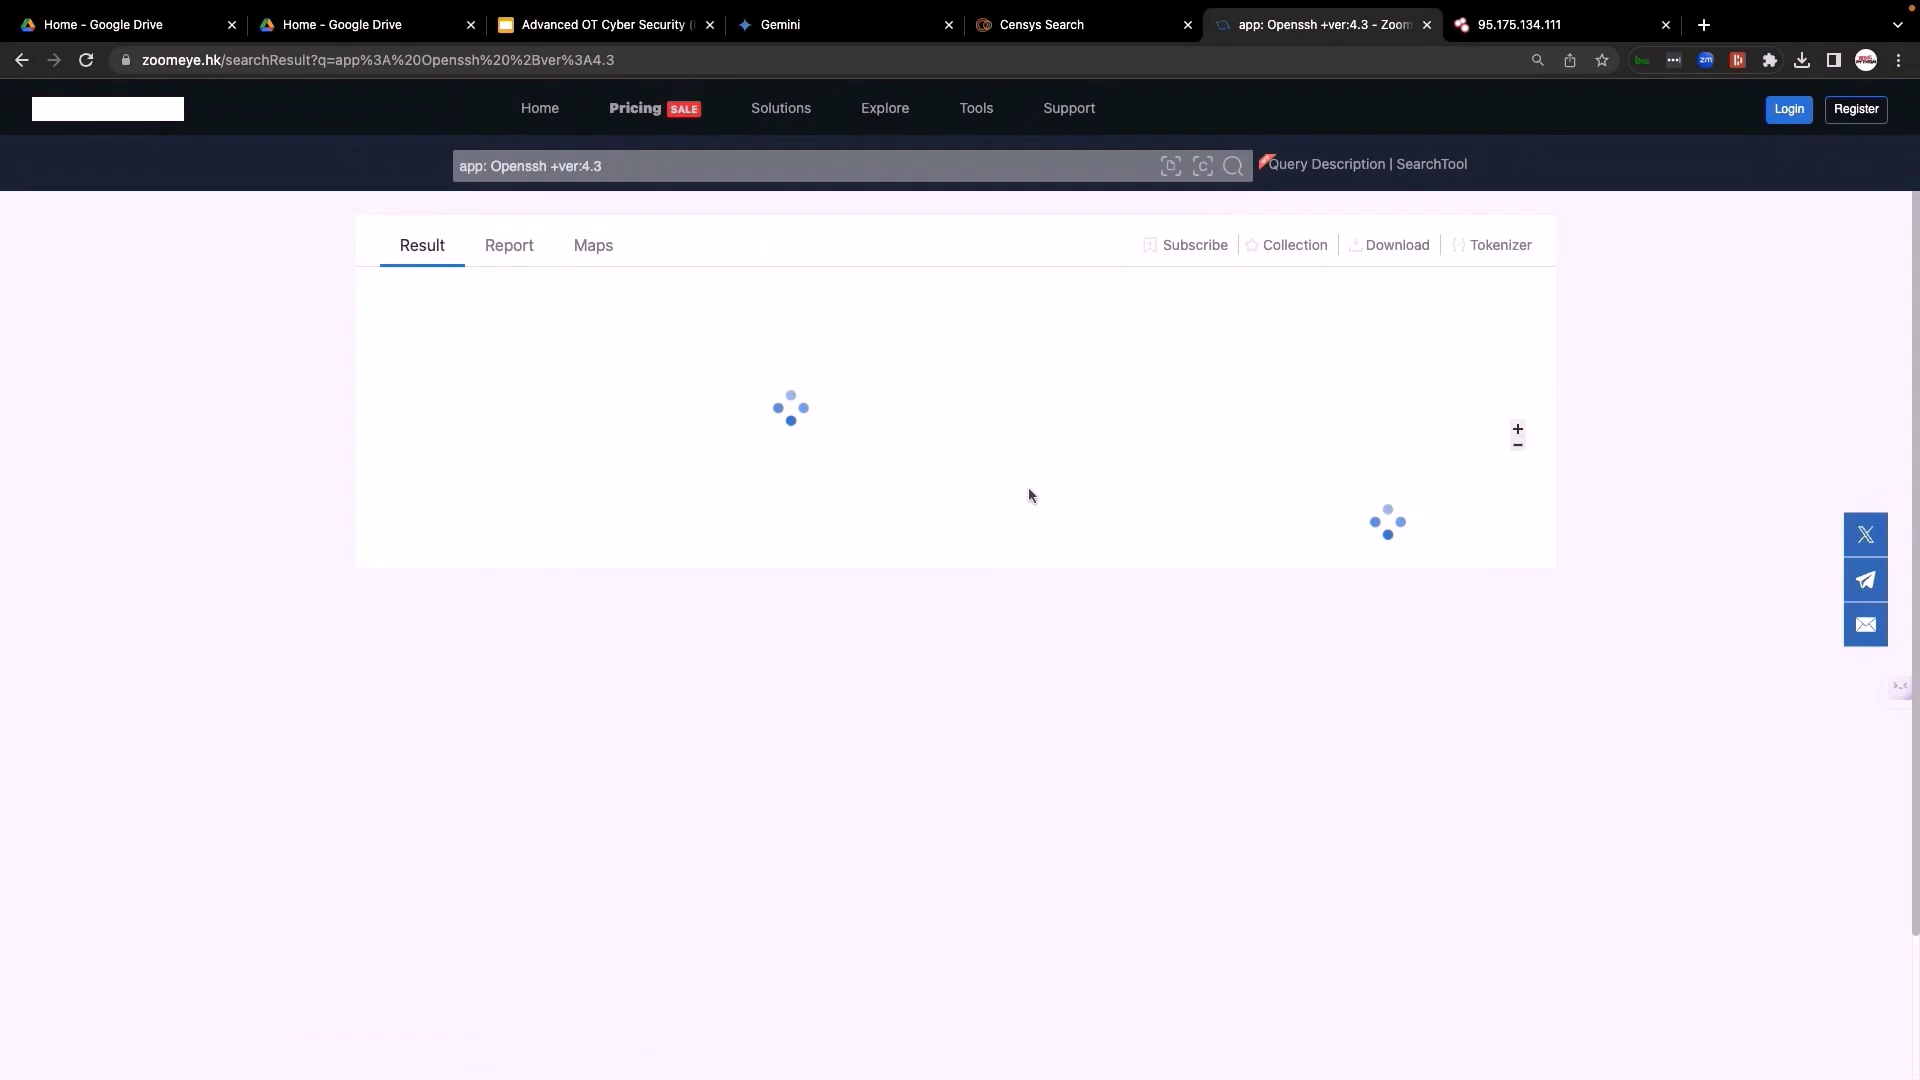 Home - Google Drive
Home - Google Drive
Advanced OT Cyber Security (
Gemini
Censys Search
app: Openssh +ver:4.3 - Zoom
95.175.134.111
zoomeye.hk/searchResult?q=app%3A%20Openssh%20%2Bver%3A4.3
Home
Pricing SALE
Solutions
Explore
Tools
Support
Login
Register
app: Openssh +ver:4.3
Query Description | SearchTool
Result
Report
Maps
Subscribe
Collection
Download
Tokenizer
+
−